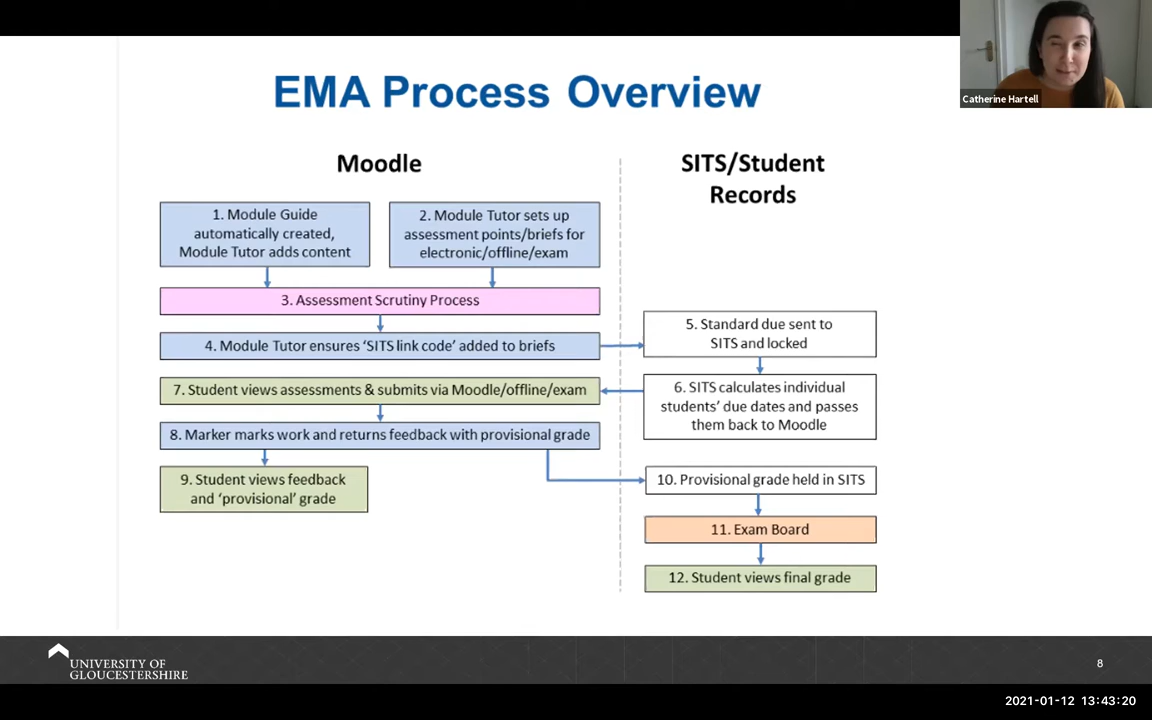 EMA Process Overview
Catherine Hartell
Moodle
SITS/Student
Records
1. Module Guide
automatically created,
Module Tutor adds content
2. Module Tutor sets up
assessment points/briefs for
electronic/offline/exam
3. Assessment Scrutiny Process
4. Module Tutor ensures ‘SITS link code’ added to briefs
5. Standard due sent to
SITS and locked
6. SITS calculates individual
students’ due dates and passes
them back to Moodle
7. Student views assessments & submits via Moodle/offline/exam
8. Marker marks work and returns feedback with provisional grade
9. Student views feedback
and ‘provisional’ grade
10. Provisional grade held in SITS
11. Exam Board
12. Student views final grade
UNIVERSITY OF
GLOUCESTERSHIRE
8
2021-01-12 13:43:20